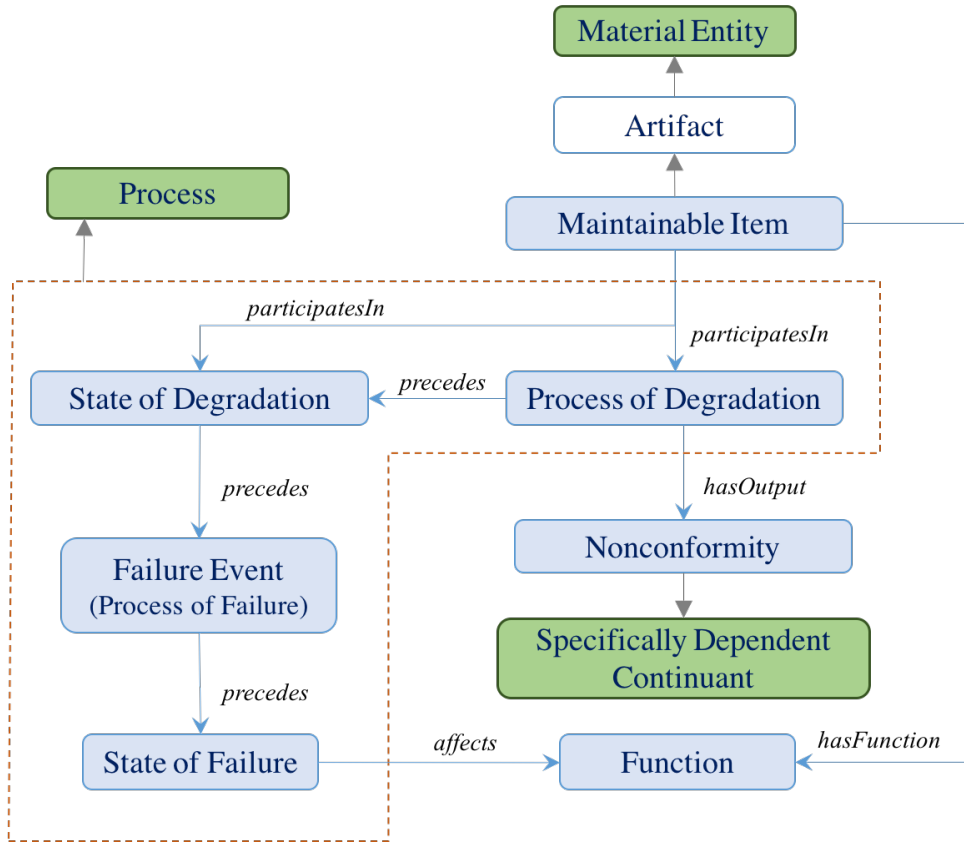 Material Entity
Artifact
Process
Maintainable Item
participatesIn
participatesIn
State of Degradation
precedes
Process of Degradation
precedes
hasOutput
Failure Event
(Process of Failure)
Nonconformity
Specifically Dependent
Continuant
precedes
State of Failure
affects
Function
hasFunction